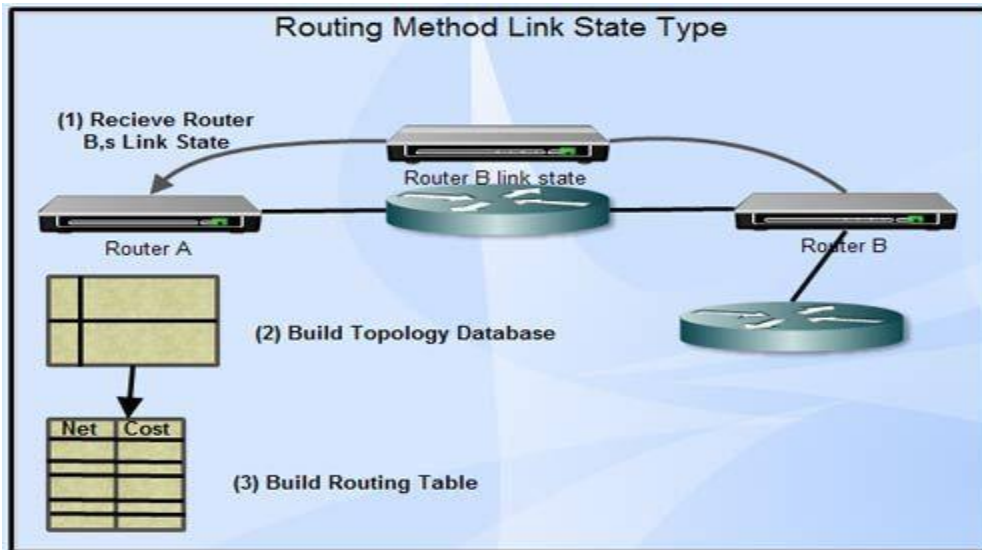 Routing Method Link State Type
(1) Recieve Router
B,s Link State
Router B link state
Router A
Router B
(2) Build Topology Database
Net Cost
(3) Build Routing Table